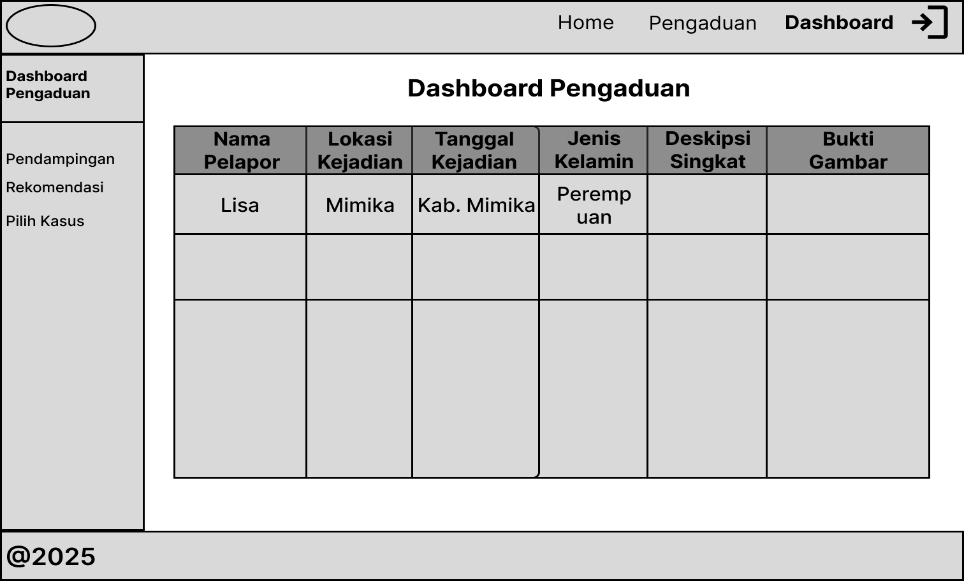 Home Pengaduan Dashboard
Dashboard
Pengaduan
Pendampingan
Rekomendasi
Pilih Kasus
Dashboard Pengaduan
Nama
Pelapor
Lokasi
Kejadian
Tanggal
Kejadian
Jenis
Kelamin
Deskipsi
Singkat
Bukti
Gambar
Lisa
Mimika
Kab. Mimika
Peremp
uan
@2025